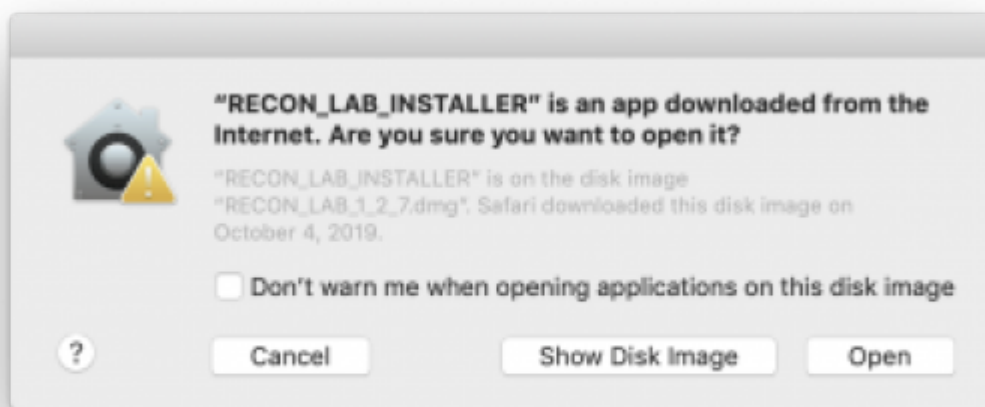 “RECON_LAB_INSTALLER” is an app downloaded from the
Internet. Are you sure you want to open it?
“RECON_LAB_INSTALLER” is on the disk image
“RECON_LAB_1_2_7.dmg”. Safari downloaded this disk image on
October 4, 2019.
Don’t warn me when opening applications on this disk image
? Cancel Show Disk Image Open